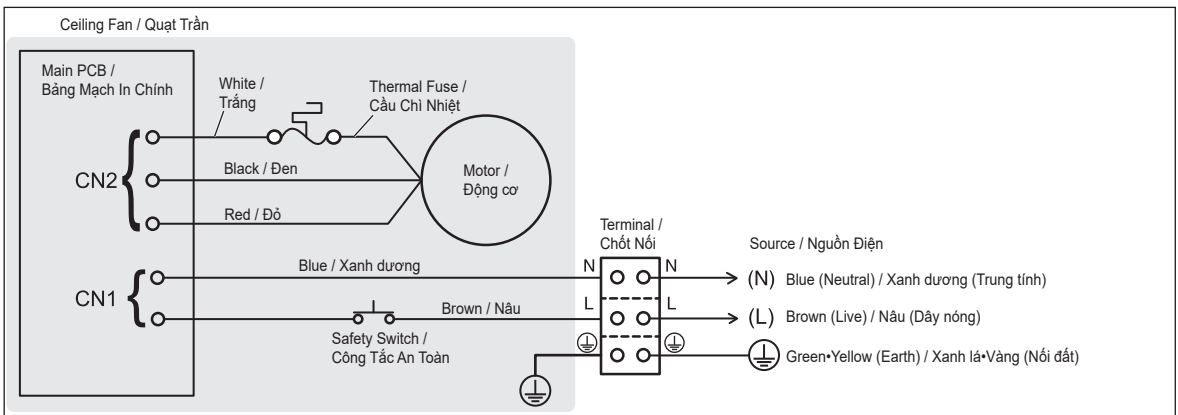 Ceiling Fan / Quạt Trần
Main PCB /
Bảng Mạch In Chính
White /
Trắng
Thermal Fuse /
Cầu Chì Nhiệt
CN2
Black / Đen
Motor /
Động cơ
Red / Đỏ
Terminal /
Chốt Nối
Source / Nguồn Điện
Blue / Xanh dương
N
N
(N) Blue (Neutral) / Xanh dương (Trung tính)
CN1
Brown / Nâu
L
L
(L) Brown (Live) / Nâu (Dây nóng)
Safety Switch /
Công Tắc An Toàn
Green•Yellow (Earth) / Xanh lá•Vàng (Nối đất)